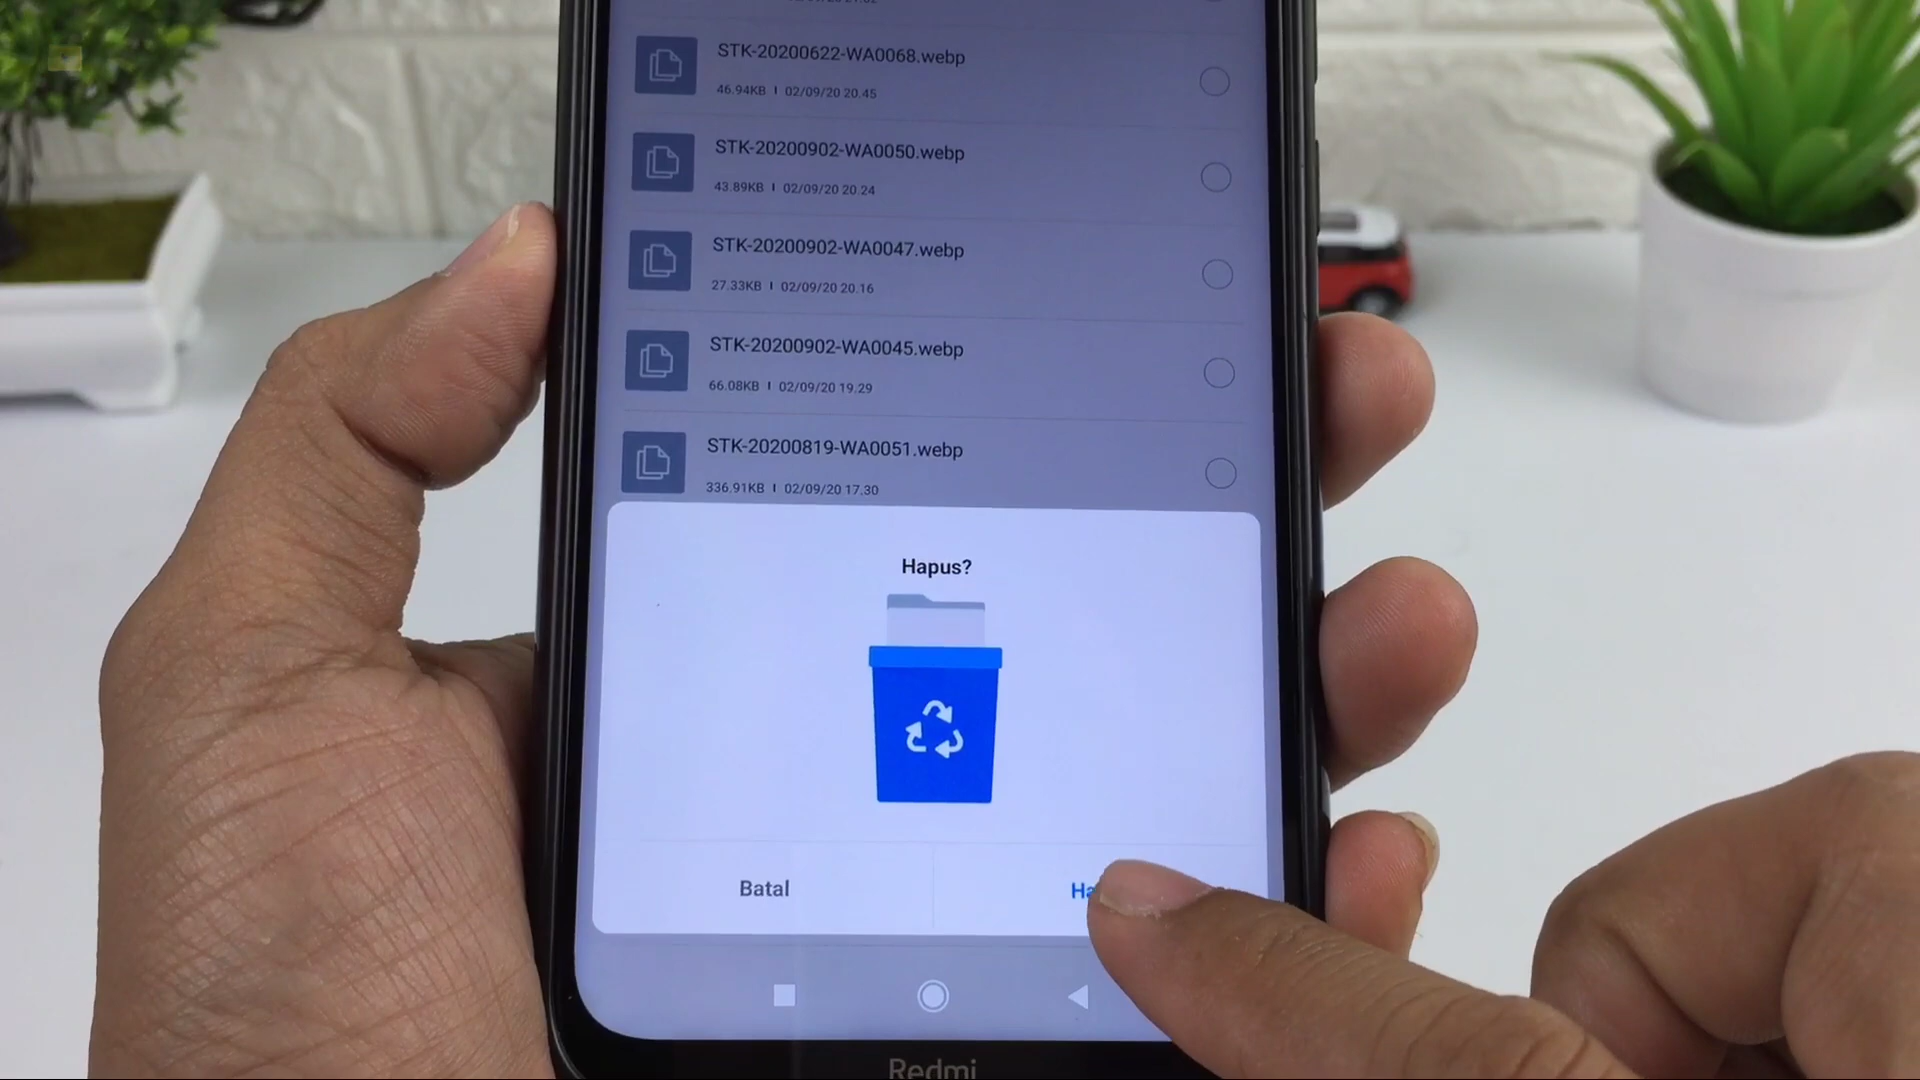 STK-20200622-WA0068.webp
46.94KB | 02/09/20 20.45
STK-20200902-WA0050.webp
43.89KB | 02/09/20 20.24
STK-20200902-WA0047.webp
27.33KB | 02/09/20 20.16
STK-20200902-WA0045.webp
66.08KB | 02/09/20 19.29
STK-20200819-WA0051.webp
336.91KB | 02/09/20 17.30
Hapus?
Batal
Redmi